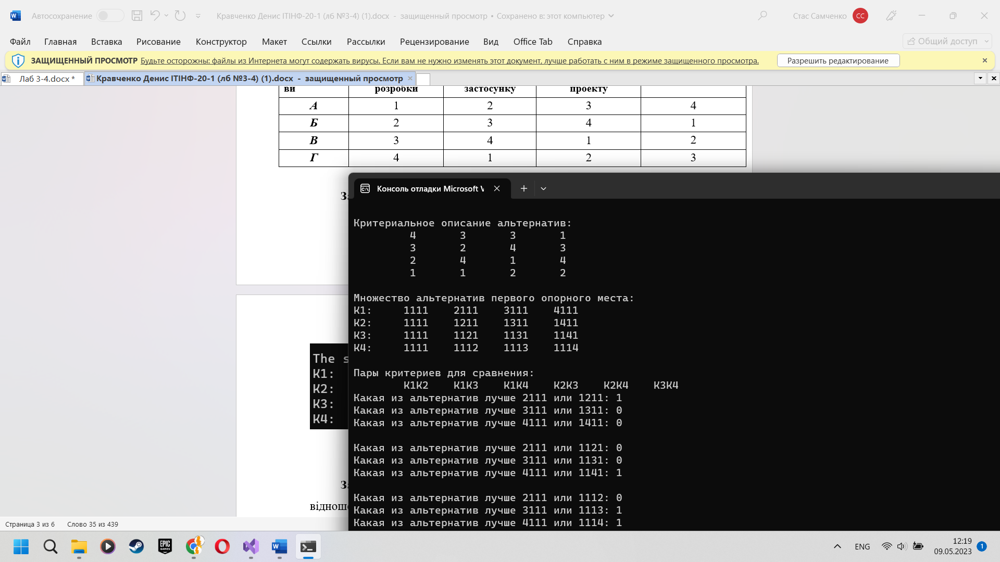 Автосохранение
Кравченко Денис ІТІНФ-20-1 (лб №3-4) (1).docx - защищенный просмотр • Сохранено в: этот компьютер
Стас Самченко
СС
Файл Главная Вставка Рисование Конструктор Макет Ссылки Рассылки Рецензирование Вид Office Tab Справка
Общий доступ
ЗАЩИЩЕННЫЙ ПРОСМОТР Будьте осторожны: файлы из Интернета могут содержать вирусы. Если вам не нужно изменять этот документ, лучше работать с ним в режиме защищенного просмотра. Разрешить редактирование
Лаб 3-4.docx * Кравченко Денис ІТІНФ-20-1 (лб №3-4) (1).docx - защищенный просмотр
ви розробки застосунку проекту
А 1 2 3 4
Б 2 3 4 1
В 3 4 1 2
Г 4 1 2 3
Консоль отладки Microsoft V
Критериальное описание альтернатив:
4 3 3 1
3 2 4 3
2 4 1 4
1 1 2 2
Множество альтернатив первого опорного места:
К1: 1111 2111 3111 4111
К2: 1111 1211 1311 1411
К3: 1111 1121 1131 1141
К4: 1111 1112 1113 1114
Пары критериев для сравнения:
К1К2 К1К3 К1К4 К2К3 К2К4 К3К4
Какая из альтернатив лучше 2111 или 1211: 1
Какая из альтернатив лучше 3111 или 1311: 0
Какая из альтернатив лучше 4111 или 1411: 0
Какая из альтернатив лучше 2111 или 1121: 0
Какая из альтернатив лучше 3111 или 1131: 0
Какая из альтернатив лучше 4111 или 1141: 1
Какая из альтернатив лучше 2111 или 1112: 0
Какая из альтернатив лучше 3111 или 1113: 1
Какая из альтернатив лучше 4111 или 1114: 1
The s
К1:
К2:
К3:
К4:
За
відноше
Страница 3 из 6 Слово 35 из 439
EPIC GAMES
ENG
12:19
09.05.2023
1